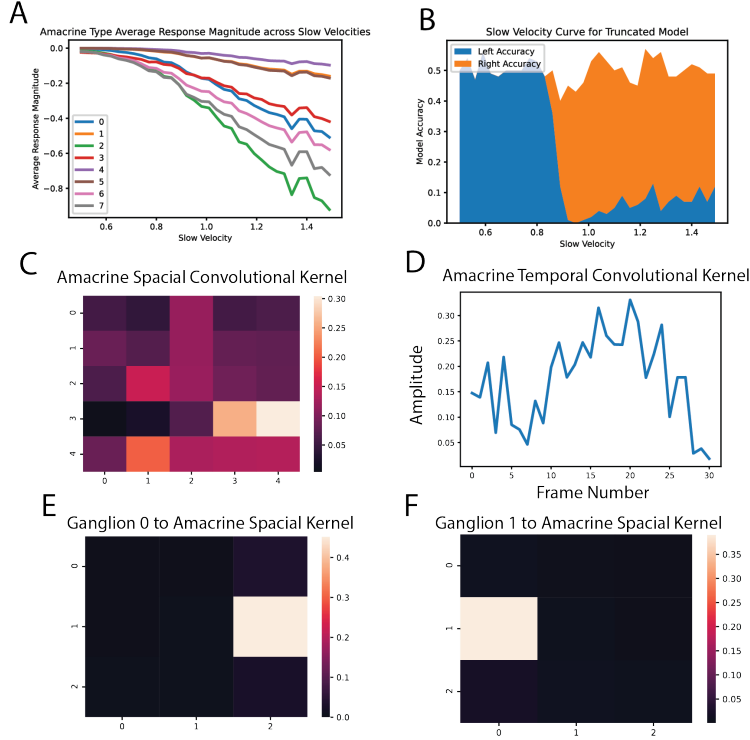 A
Amacrine Type Average Response Magnitude across Slow Velocities
Average Response Magnitude
0.0
−0.2
−0.4
−0.6
−0.8
0
1
2
3
4
5
6
7
0.6 0.8 1.0 1.2 1.4
Slow Velocity
B
Slow Velocity Curve for Truncated Model
Model Accuracy
0.5
0.4
0.3
0.2
0.1
0.0
Left Accuracy
Right Accuracy
0.6 0.8 1.0 1.2 1.4
Slow Velocity
C
Amacrine Spacial Convolutional Kernel
0
1
2
3
4
0 1 2 3 4
0.30
0.25
0.20
0.15
0.10
0.05
D
Amacrine Temporal Convolutional Kernel
Amplitude
0.30
0.25
0.20
0.15
0.10
0.05
0 5 10 15 20 25 30
Frame Number
E
Ganglion 0 to Amacrine Spacial Kernel
0
1
2
0 1 2
0.4
0.3
0.2
0.1
0.0
F
Ganglion 1 to Amacrine Spacial Kernel
0
1
2
0 1 2
0.35
0.30
0.25
0.20
0.15
0.10
0.05